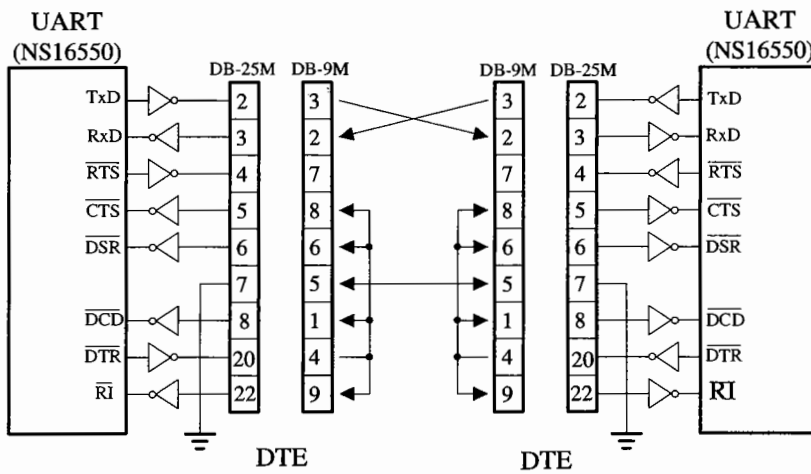 UART
(NS16550)
UART
(NS16550)
DB-25M DB-9M
DB-9M DB-25M
TxD 2 3 3 2 TxD
RxD 3 2 2 3 RxD
RTS 4 7 7 4 RTS
CTS 5 8 8 5 CTS
DSR 6 6 6 6 DSR
7 5 5 7
DCD 8 1 1 8 DCD
DTR 20 4 4 20 DTR
RI 22 9 9 22 RI
DTE
DTE